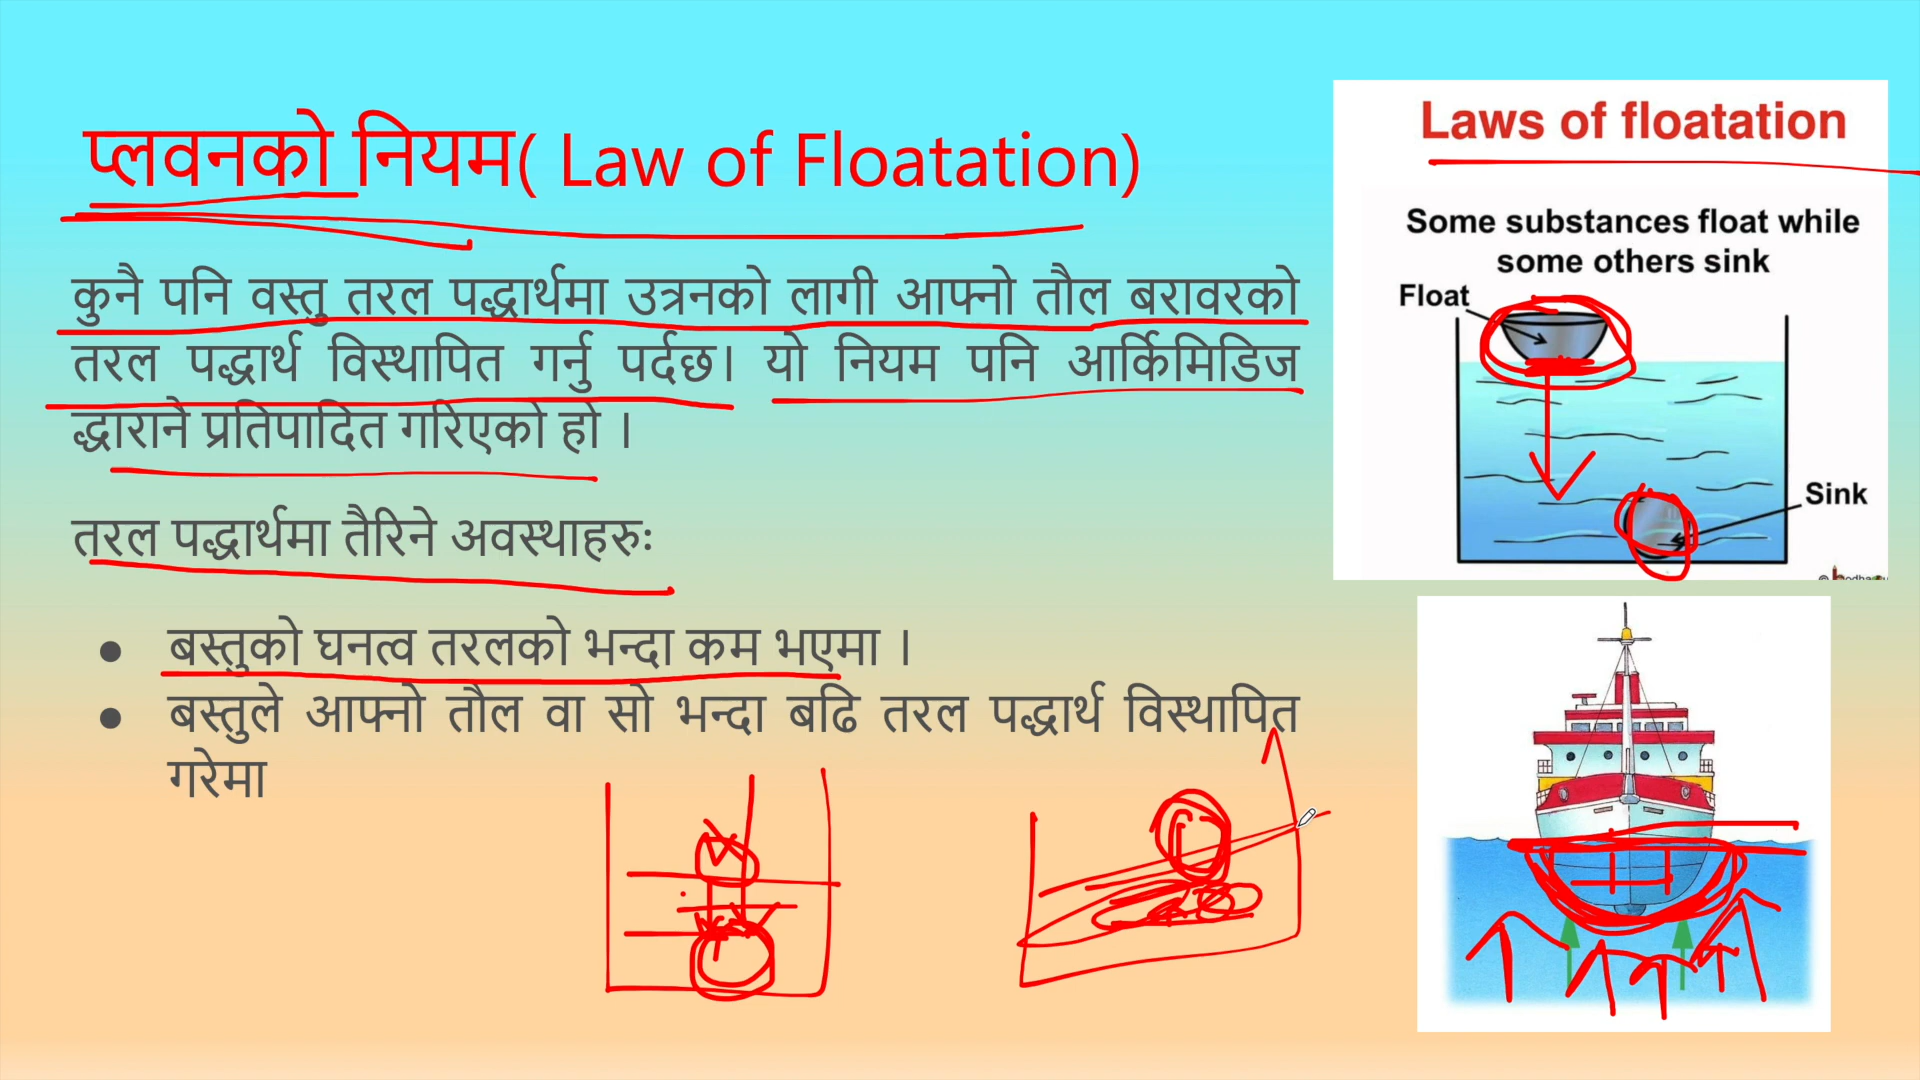 प्लवनको नियम( Law of Floatation)
कुनै पनि वस्तु तरल पद्धार्थमा उत्रनको लागी आफ्नो तौल बरावरको
तरल पद्धार्थ विस्थापित गर्नु पर्दछ। यो नियम पनि आर्किमिडिज
द्धाराने प्रतिपादित गरिएको हो ।
तरल पद्धार्थमा तैरिने अवस्थाहरुः
● बस्तुको घनत्व तरलको भन्दा कम भएमा ।
● बस्तुले आफ्नो तौल वा सो भन्दा बढि तरल पद्धार्थ विस्थापित
गरेमा
Laws of floatation
Some substances float while
some others sink
Float
Sink